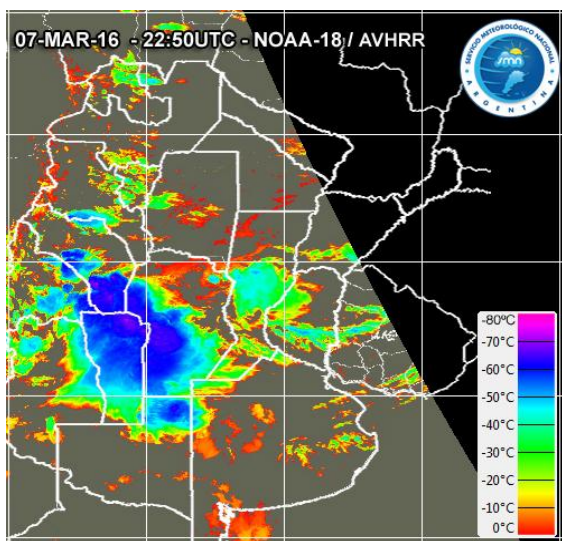 07-MAR-16 - 22:50UTC - NOAA-18 / AVHRR
SERVICIO METEOROLÓGICO NACIONAL
smn
ARGENTINA
-80ºC
-70°C
-60°C
-50°C
-40°C
-30°C
-20°C
-10°C
0°C